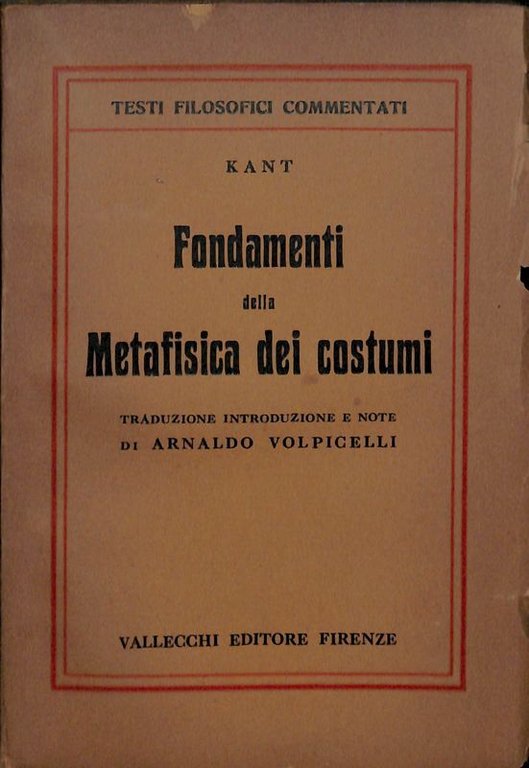 TESTI FILOSOFICI COMMENTATI
KANT
Fondamenti
della
Metafisica dei costumi
TRADUZIONE INTRODUZIONE E NOTE
DI ARNALDO VOLPICELLI
VALLECCHI EDITORE FIRENZE